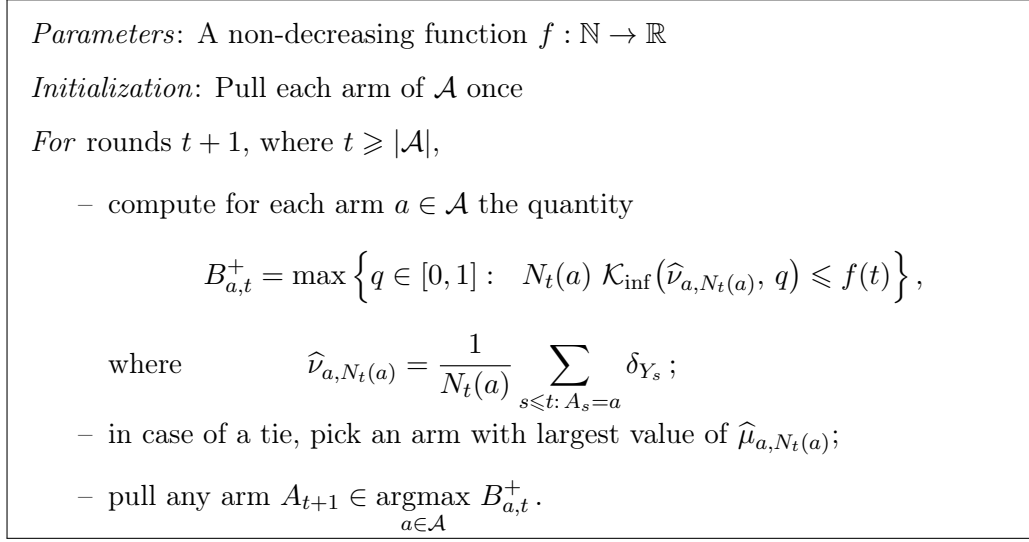 Parameters: A non-decreasing function f : ℕ → ℝ
Initialization: Pull each arm of 𝒜 once
For rounds t + 1, where t ⩾ |𝒜|,
– compute for each arm a ∈ 𝒜 the quantity
B⁺_{a,t} = max { q ∈ [0, 1] : N_t(a) 𝒦_inf(ν̂_{a,N_t(a)}, q) ⩽ f(t) } ,
where ν̂_{a,N_t(a)} = 1/N_t(a) ∑_{s⩽t: A_s=a} δ_{Y_s} ;
– in case of a tie, pick an arm with largest value of μ̂_{a,N_t(a)};
– pull any arm A_{t+1} ∈ argmax_{a∈𝒜} B⁺_{a,t}.